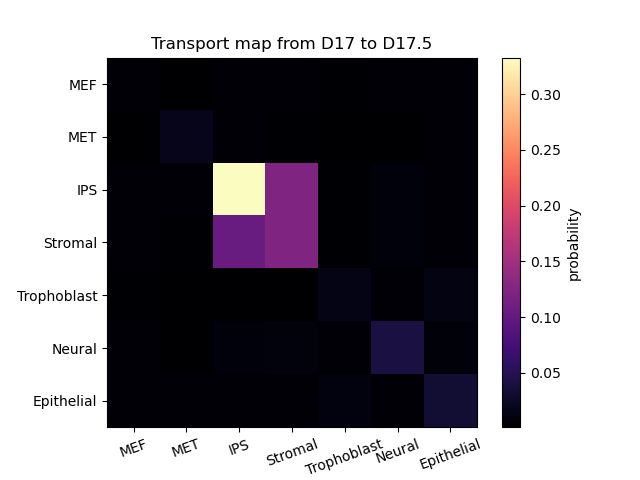 Transport map from D17 to D17.5
MEF
MET
IPS
Stromal
Trophoblast
Neural
Epithelial
MEF
MET
IPS
Stromal
Trophoblast
Neural
Epithelial
0.30
0.25
0.20
0.15
0.10
0.05
probability